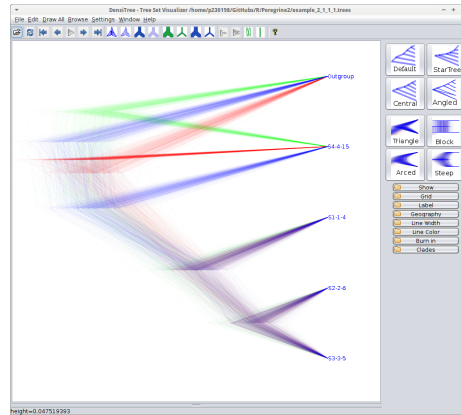 DensiTree - Tree Set Visualizer /home/p230198/GitHubs/R/Peregrine2/example_2_1_1_1.trees
File Edit Draw All Browse Settings Window Help
Default
StarTree
Central
Angled
Triangle
Block
Arced
Steep
Show
Grid
Label
Geography
Line Width
Line Color
Burn in
Clades
Outgroup
S4-4-15
S1-1-4
S2-2-6
S3-3-5
height=0.047519393